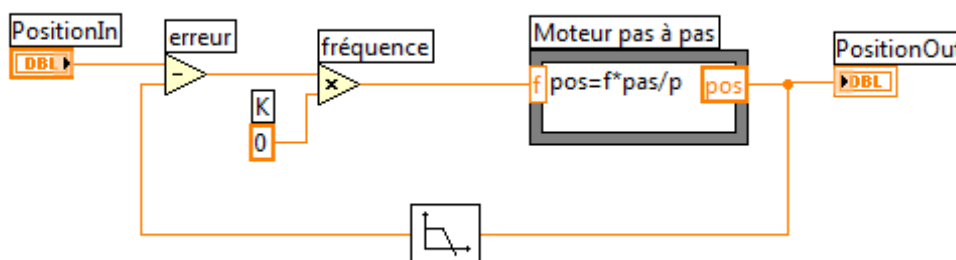 PositionIn
DBL
erreur
-
fréquence
x
K
0
Moteur pas à pas
f
pos=f*pas/p
pos
PositionOut
DBL